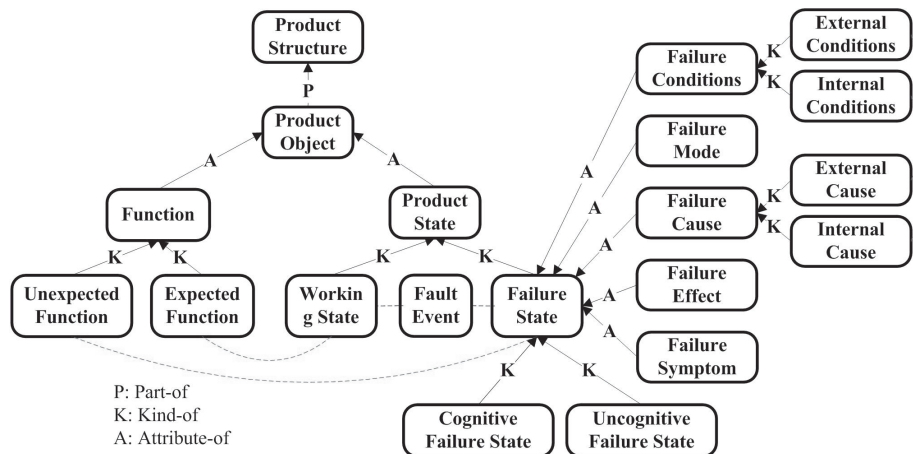 Product
Structure
P
Product
Object
A
A
Function
Product
State
K
K
K
K
Unexpected
Function
Expected
Function
Workin
g State
Fault
Event
Failure
State
K
K
Cognitive
Failure State
Uncognitive
Failure State
A
A
A
A
A
Failure
Conditions
Failure
Mode
Failure
Cause
Failure
Effect
Failure
Symptom
K
K
K
K
External
Conditions
Internal
Conditions
External
Cause
Internal
Cause
P: Part-of
K: Kind-of
A: Attribute-of